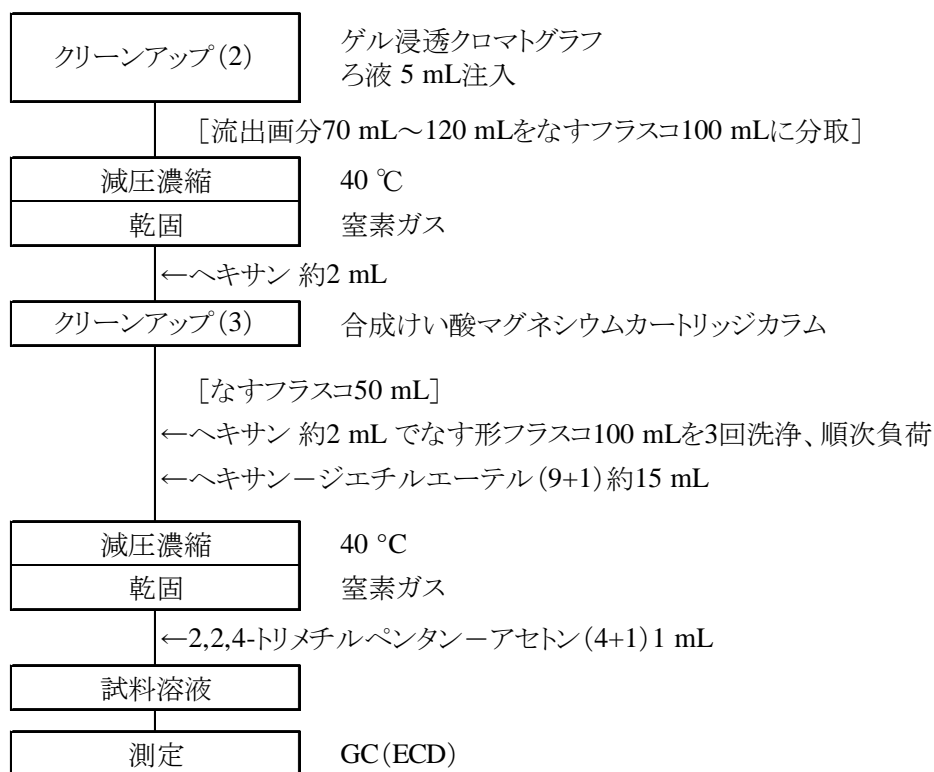 クリーンアップ(2) ゲル浸透クロマトグラフ
ろ液 5 mL注入
[流出画分70 mL～120 mLをなすフラスコ100 mLに分取]
減圧濃縮 40 ℃
乾固 窒素ガス
←ヘキサン 約2 mL
クリーンアップ(3) 合成けい酸マグネシウムカートリッジカラム
[なすフラスコ50 mL]
←ヘキサン 約2 mL でなす形フラスコ100 mLを3回洗浄、順次負荷
←ヘキサン－ジエチルエーテル(9+1)約15 mL
減圧濃縮 40 °C
乾固 窒素ガス
←2,2,4-トリメチルペンタン－アセトン(4+1)1 mL
試料溶液
測定 GC(ECD)